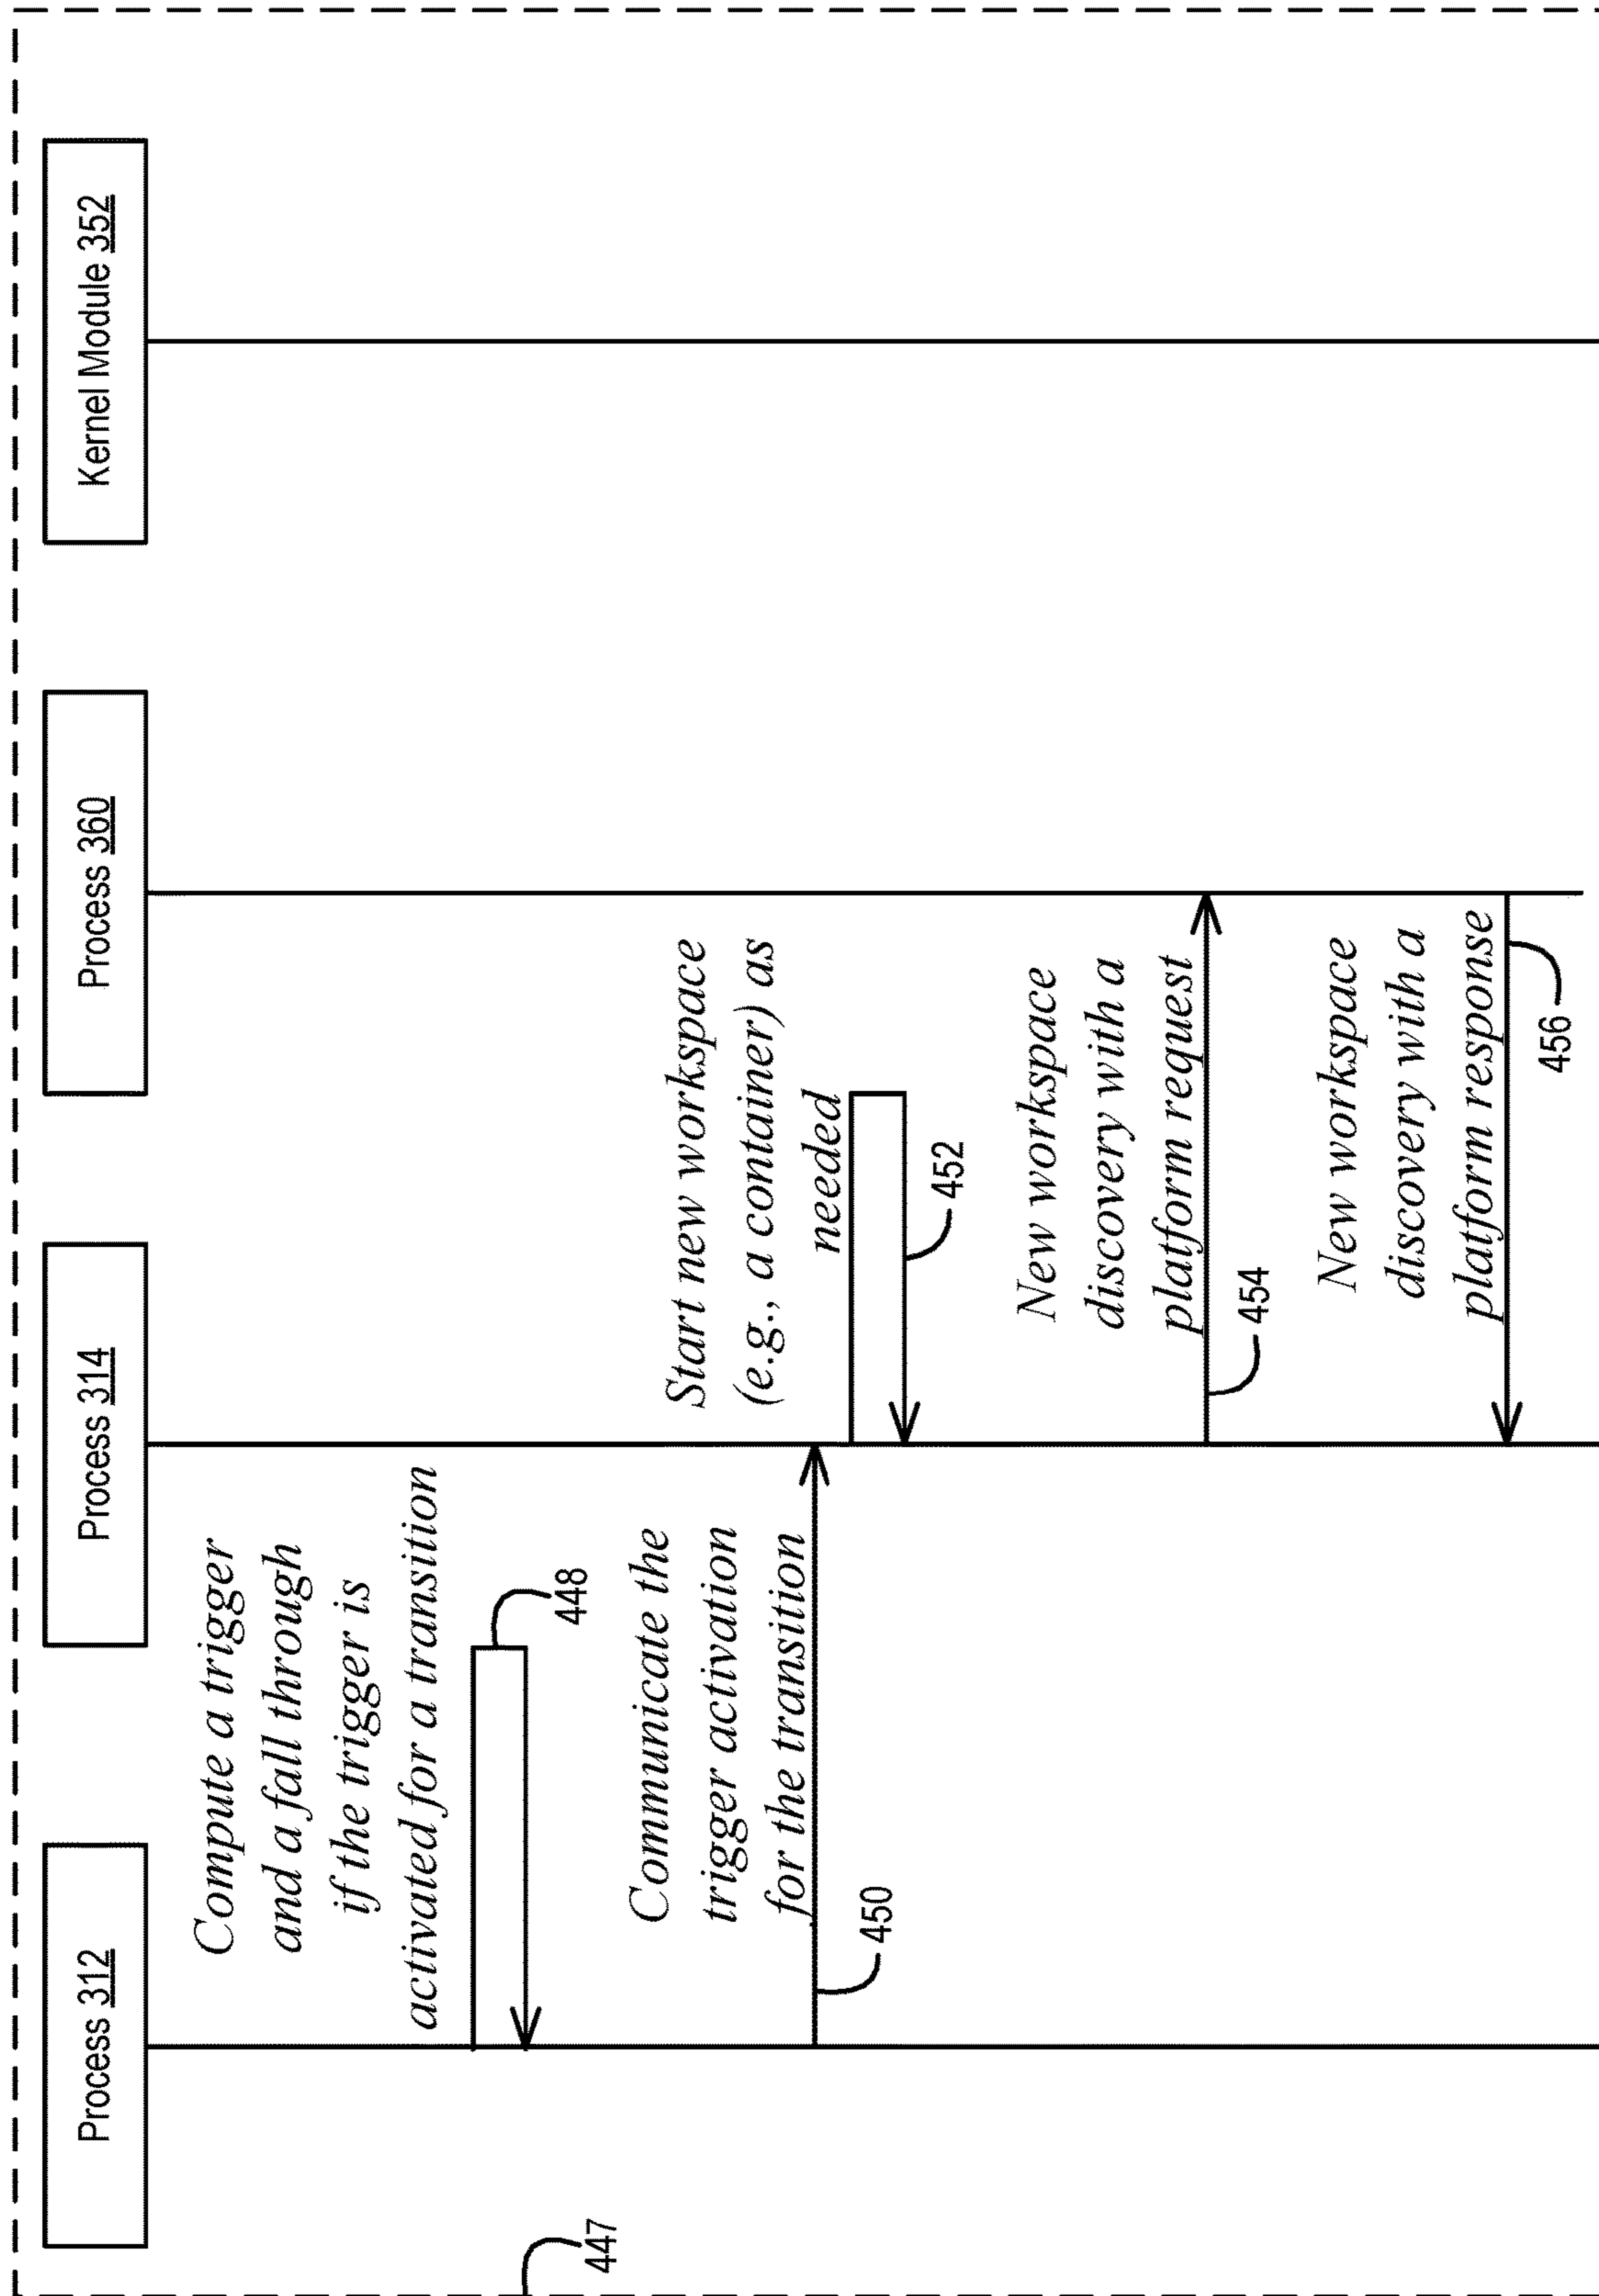 Process 312
Process 314
Process 360
Kernel Module 352
Compute a trigger
and a fall through
if the trigger is
activated for a transition
448
447
Communicate the
trigger activation
for the transition
450
Start new workspace
(e.g., a container) as
needed
452
New workspace
discovery with a
platform request
454
New workspace
discovery with a
platform response
456